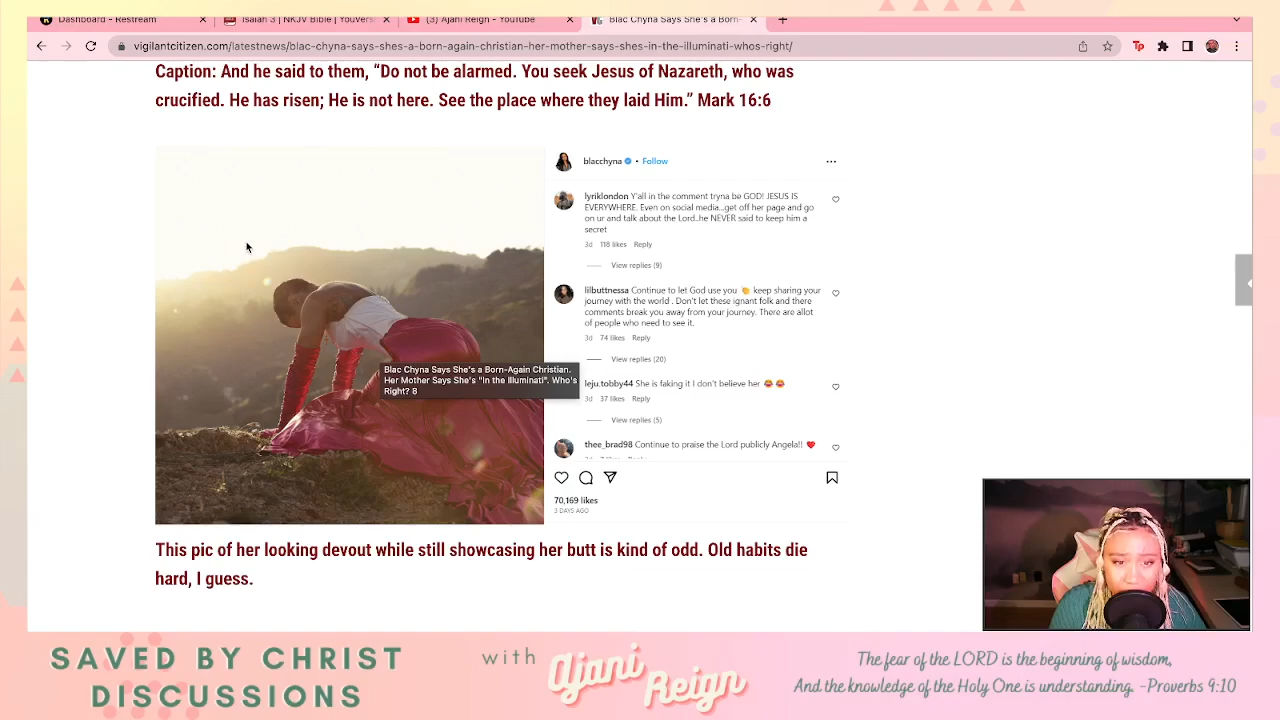 Dashboard - Restream
Isaiah 3 | NKJV Bible | YouVers
(3) Ajani Reign - YouTube
Blac Chyna Says She's a Born-
vigilantcitizen.com/latestnews/blac-chyna-says-shes-a-born-again-christian-her-mother-says-shes-in-the-illuminati-whos-right/
Caption: And he said to them, “Do not be alarmed. You seek Jesus of Nazareth, who was
crucified. He has risen; He is not here. See the place where they laid Him.” Mark 16:6
blacchyna • Follow
lyriklondon Y'all in the comment tryna be GOD! JESUS IS
EVERYWHERE. Even on social media...get off her page and go
on ur and talk about the Lord..he NEVER said to keep him a
secret
3d 118 likes Reply
View replies (9)
lilbuttnessa Continue to let God use you 👏 keep sharing your
journey with the world . Don't let these ignant folk and there
comments break you away from your journey. There are allot
of people who need to see it.
3d 74 likes Reply
View replies (20)
Blac Chyna Says She's a Born-Again Christian.
Her Mother Says She's "In the Illuminati". Who's
Right? 8
leju.tobby44 She is faking it I don't believe her 😂😂
3d 37 likes Reply
View replies (5)
thee_brad98 Continue to praise the Lord publicly Angela!! ❤️
70,169 likes
3 DAYS AGO
This pic of her looking devout while still showcasing her butt is kind of odd. Old habits die
hard, I guess.
SAVED BY CHRIST
DISCUSSIONS
with
Ajani
Reign
The fear of the LORD is the beginning of wisdom,
And the knowledge of the Holy One is understanding. -Proverbs 9:10